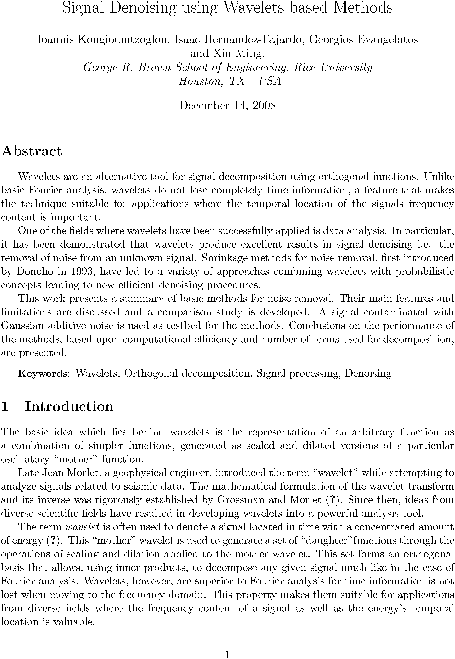 Signal Denoising using Wavelets-based Methods
Ioannis Kougioumtzoglou, Isaac Hernandez-Fajardo, Georgios Evangelatos
and Xin Ming,
George R. Brown School of Engineering, Rice University
Houston, TX USA
December 14, 2008
Abstract
Wavelets are an alternative tool for signal decomposition using orthogonal functions. Unlike
basic Fourier analysis, wavelets do not lose completely time information, a feature that makes
the technique suitable for applications where the temporal location of the signals frequency
content is important.
One of the fields where wavelets have been successfully applied is data analysis. In particular,
it has been demonstrated that wavelets produce excellent results in signal denoising i.e. the
removal of noise from an unknown signal. Shrinkage methods for noise removal, first introduced
by Donoho in 1993, have led to a variety of approaches combining wavelets with probabilistic
concepts leading to new efficient denoising procedures.
This work presents a summary of basic methods for noise removal. Their main features and
limitations are discussed and a comparison study is developed. A signal contaminated with
Gaussian additive noise is used as testbed for the methods. Conclusions on the performance of
the methods, based upon computational efficiency and number of terms used for decomposition,
are presented.
Keywords: Wavelets, Orthogonal decomposition, Signal processing, Denoising
1 Introduction
The basic idea which lies behind wavelets is the representation of an arbitrary function as
a combination of simpler functions, generated as scaled and dilated versions of a particular
oscillatory "mother" function.
Late Jean Morlet, a geophysical engineer, introduced the term "wavelet" while attempting to
analyze signals related to seismic data. The mathematical formulation of the wavelet transform
and its inverse was rigorously established by Grossman and Morlet (?). Since then, ideas from
diverse scientific fields have resulted in developing wavelets into a powerful analysis tool.
The term wavelet is often used to denote a signal located in time with a concentrated amount
of energy (?). This "mother" wavelet is used to generate a set of "daughter" functions through the
operations of scaling and dilation applied to the mother wavelet. This set forms an orthogonal
basis that allows, using inner products, to decompose any given signal much like in the case of
Fourier analysis. Wavelets, however, are superior to Fourier analysis for time information is not
lost when moving to the frequency domain. This property makes them suitable for applications
from diverse fields where the frequency content of a signal as well as the energy's temporal
location is valuable.
1